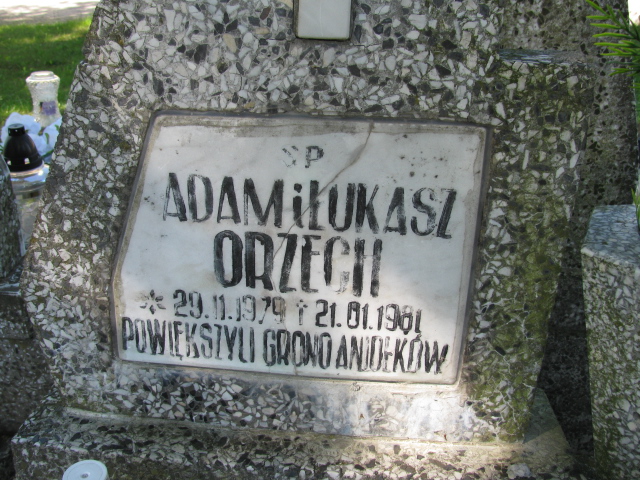 ŚP
ADAM i ŁUKASZ
ORZECH
* 29.11.1979 † 21.01.1981
POWIĘKSZYLI GRONO ANIOŁKÓW